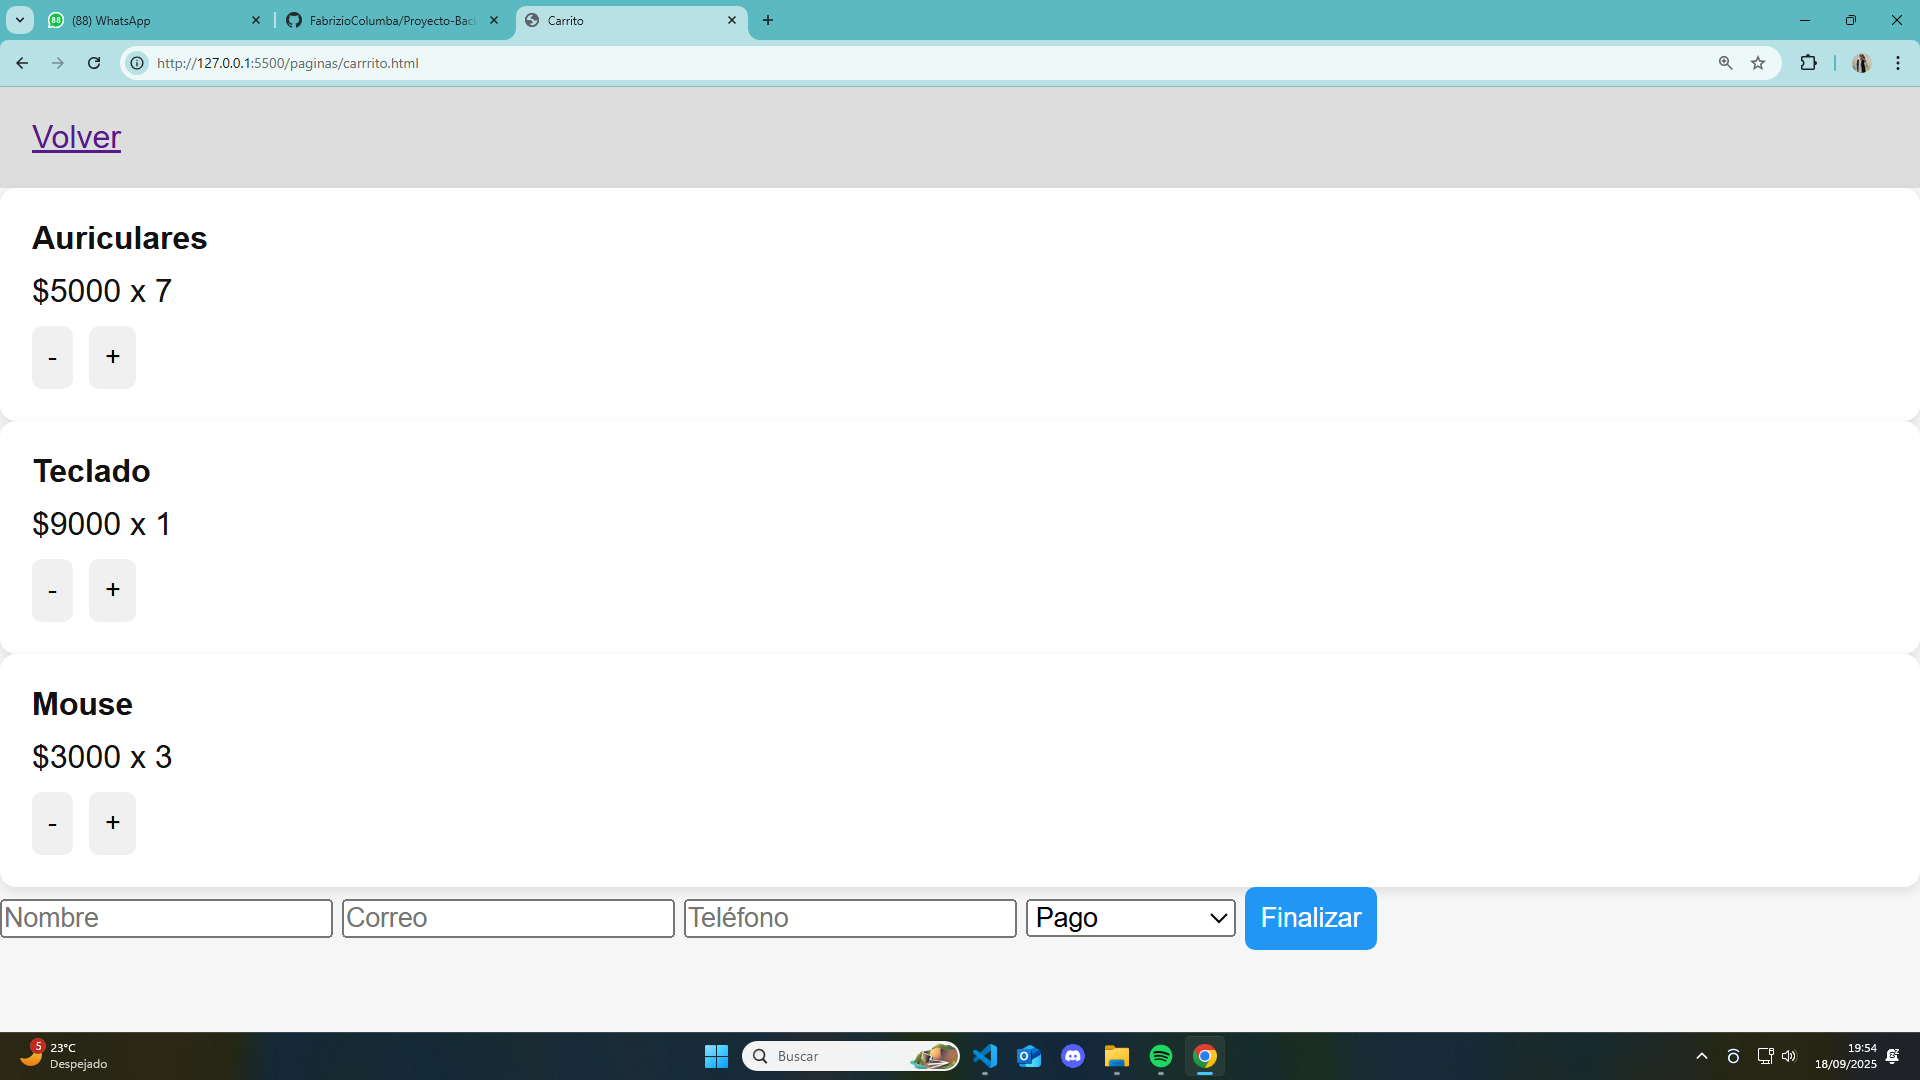 88 (88) WhatsApp
FabrizioColumba/Proyecto-Back
Carrito
http://127.0.0.1:5500/paginas/carrrito.html
Volver
Auriculares
$5000 x 7
- +
Teclado
$9000 x 1
- +
Mouse
$3000 x 3
- +
Nombre Correo Teléfono Pago Finalizar
5 23°C
Despejado
Buscar
19:54
18/09/2025